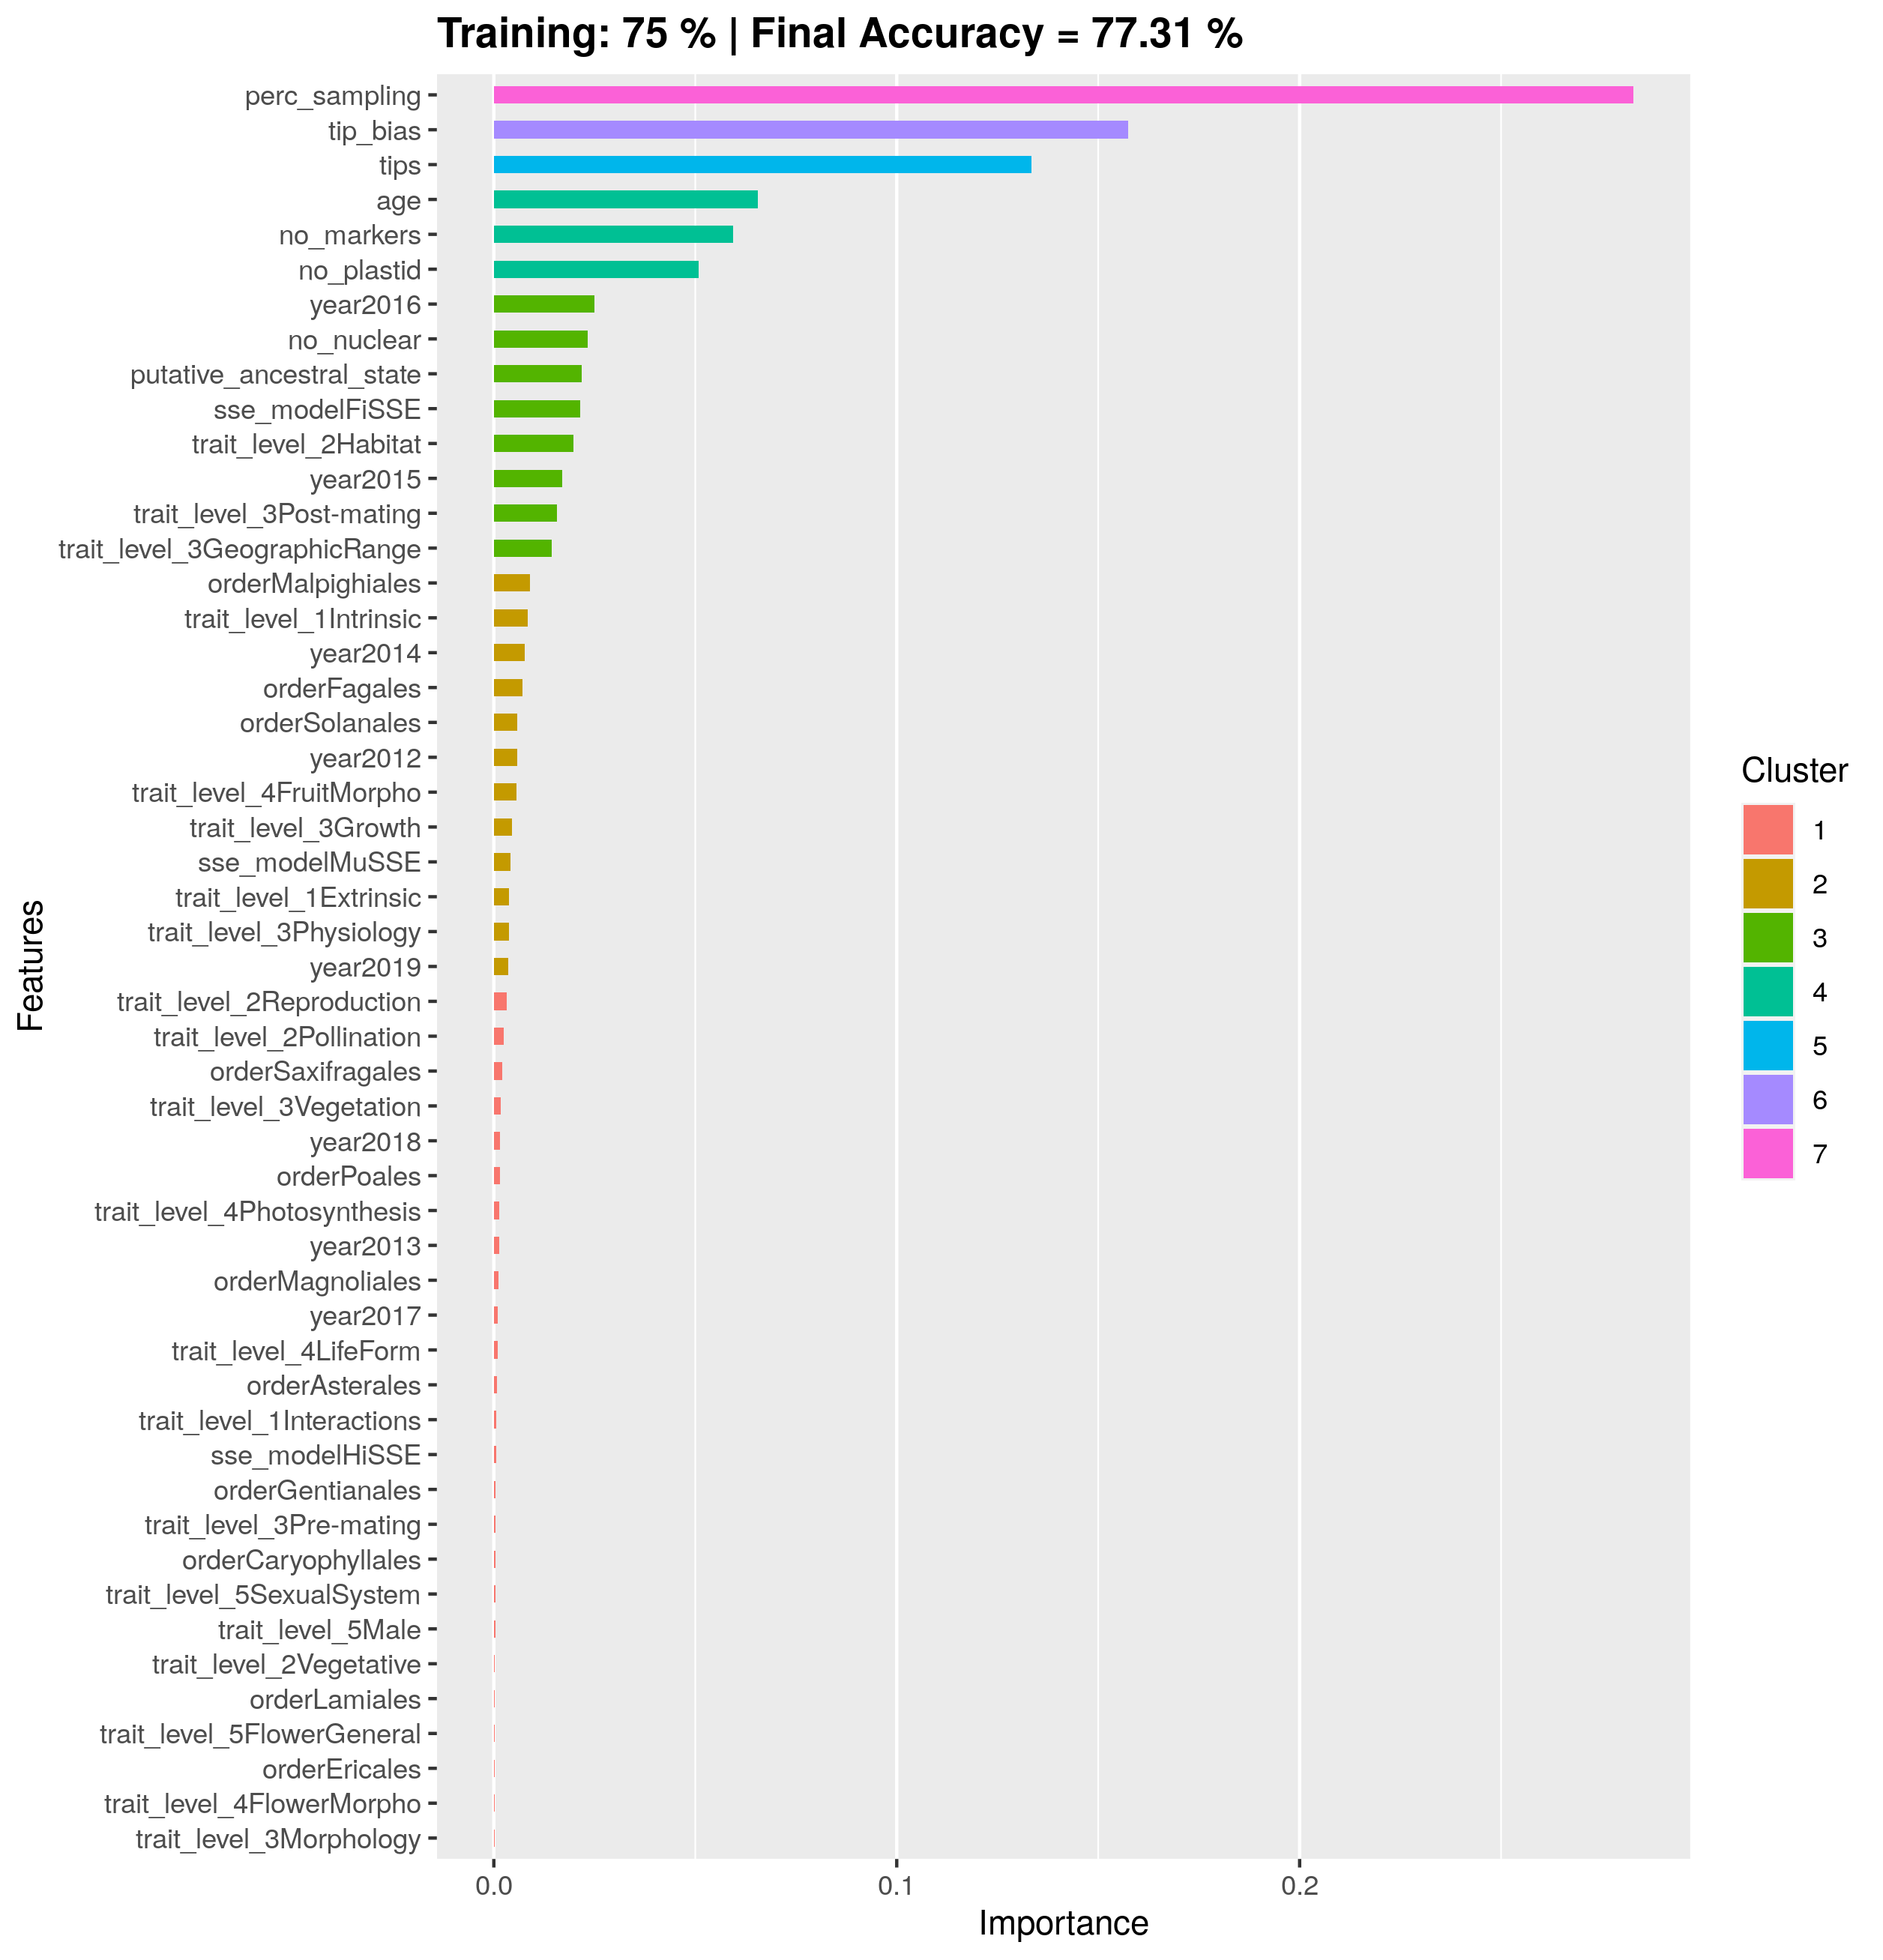 Training: 75 % | Final Accuracy = 77.31 %
perc_sampling
tip_bias
tips
age
no_markers
no_plastid
year2016
no_nuclear
putative_ancestral_state
sse_modelFiSSE
trait_level_2Habitat
year2015
trait_level_3Post-mating
trait_level_3GeographicRange
orderMalpighiales
trait_level_1Intrinsic
year2014
orderFagales
orderSolanales
year2012
trait_level_4FruitMorpho
trait_level_3Growth
sse_modelMuSSE
trait_level_1Extrinsic
trait_level_3Physiology
year2019
trait_level_2Reproduction
trait_level_2Pollination
orderSaxifragales
trait_level_3Vegetation
year2018
orderPoales
trait_level_4Photosynthesis
year2013
orderMagnoliales
year2017
trait_level_4LifeForm
orderAsterales
trait_level_1Interactions
sse_modelHiSSE
orderGentianales
trait_level_3Pre-mating
orderCaryophyllales
trait_level_5SexualSystem
trait_level_5Male
trait_level_2Vegetative
orderLamiales
trait_level_5FlowerGeneral
orderEricales
trait_level_4FlowerMorpho
trait_level_3Morphology
Features
0.0 0.1 0.2
Importance
Cluster
1
2
3
4
5
6
7